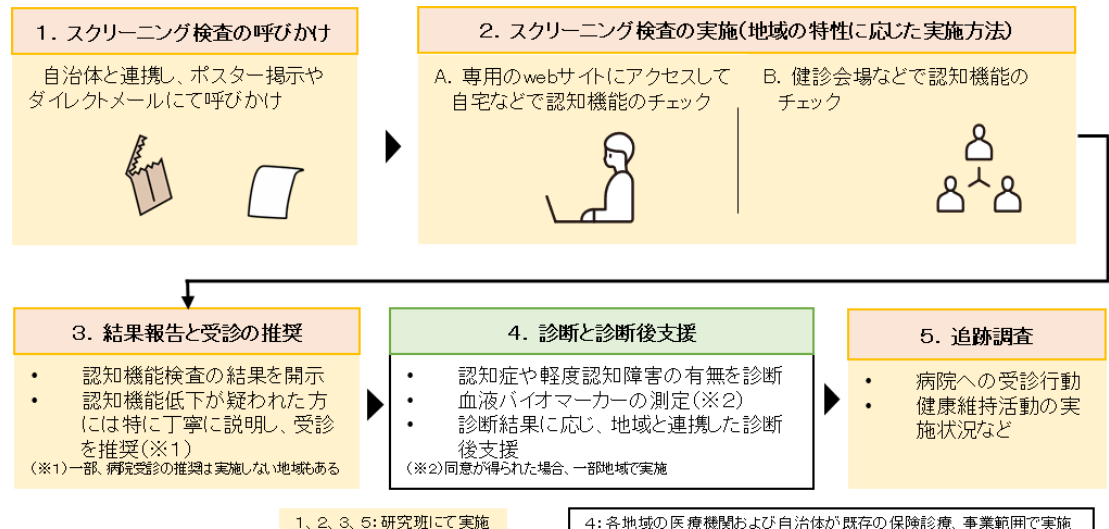 1. スクリーニング検査の呼びかけ
自治体と連携し、ポスター掲示や
ダイレクトメールにて呼びかけ
2. スクリーニング検査の実施(地域の特性に応じた実施方法)
A. 専用のwebサイトにアクセスして
自宅などで認知機能のチェック
B. 健診会場などで認知機能の
チェック
3. 結果報告と受診の推奨
• 認知機能検査の結果を開示
• 認知機能低下が疑われた方
には特に丁寧に説明し、受診
を推奨(※1)
(※1)一部、病院受診の推奨は実施しない地域もある
4. 診断と診断後支援
• 認知症や軽度認知障害の有無を診断
• 血液バイオマーカーの測定(※2)
• 診断結果に応じ、地域と連携した診断
後支援
(※2)同意が得られた場合、一部地域で実施
5. 追跡調査
• 病院への受診行動
• 健康維持活動の実
施状況など
1、2、3、5:研究班にて実施
4:各地域の医療機関および自治体が既存の保険診療、事業範囲で実施